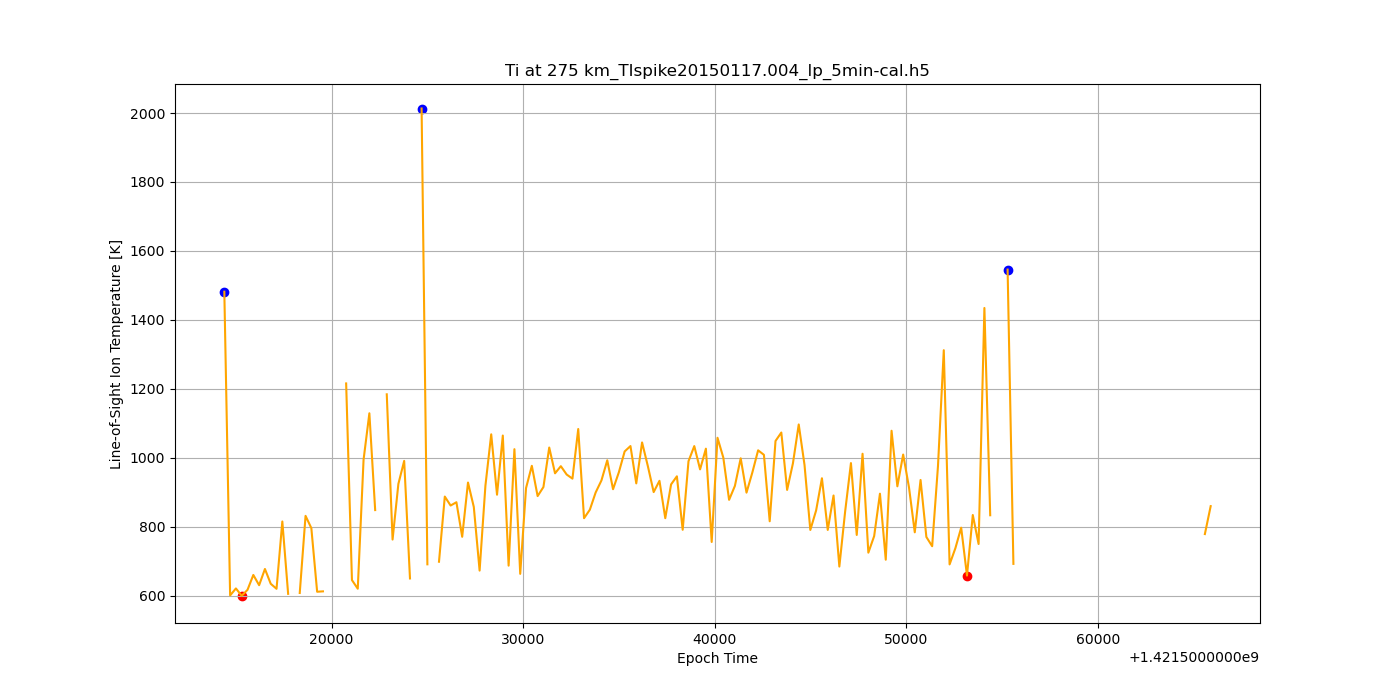 Ti at 275 km_TIspike20150117.004_lp_5min-cal.h5
Line-of-Sight Ion Temperature [K]
2000
1800
1600
1400
1200
1000
800
600
20000 30000 40000 50000 60000
Epoch Time
+1.4215000000e9